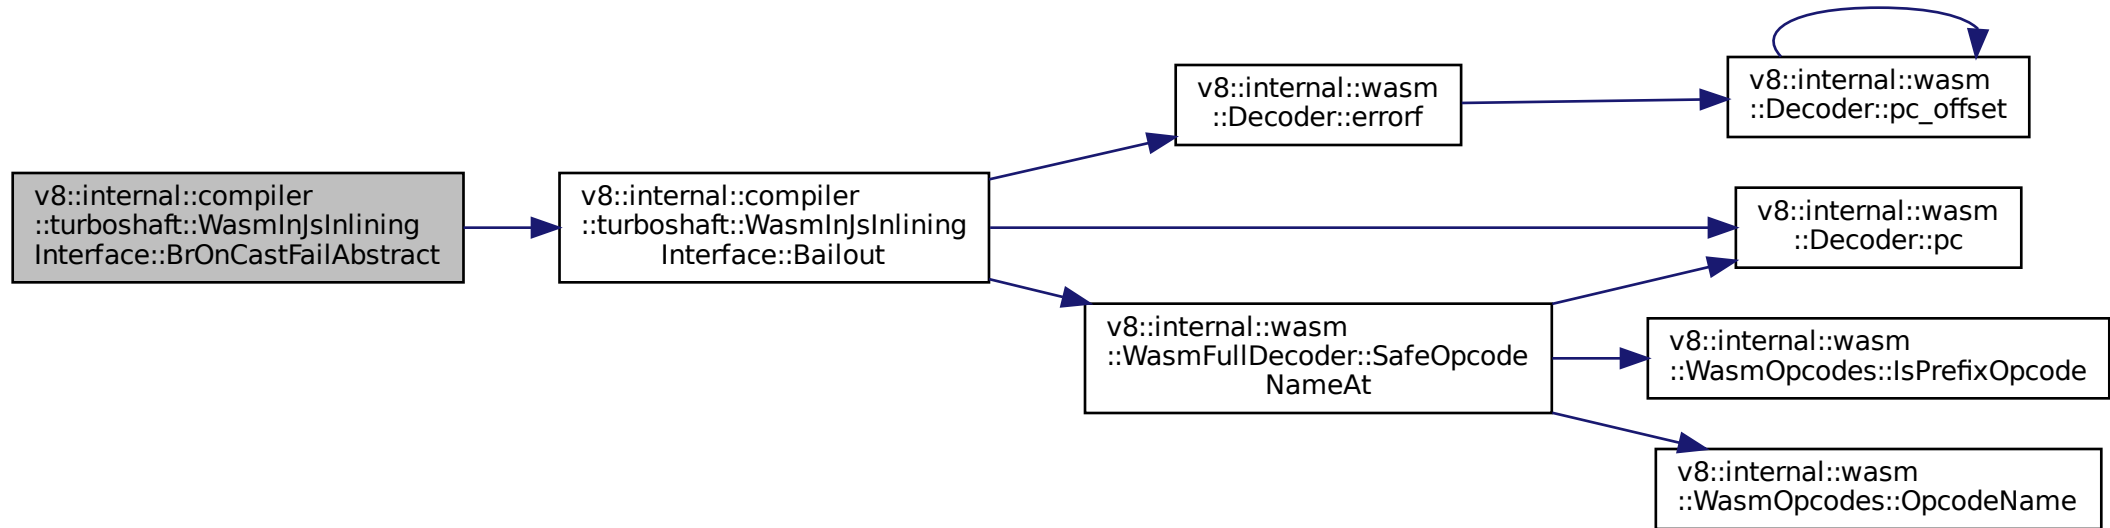 v8::internal::compiler
::turboshaft::WasmInJsInlining
Interface::BrOnCastFailAbstract
v8::internal::compiler
::turboshaft::WasmInJsInlining
Interface::Bailout
v8::internal::wasm
::Decoder::errorf
v8::internal::wasm
::Decoder::pc_offset
v8::internal::wasm
::Decoder::pc
v8::internal::wasm
::WasmFullDecoder::SafeOpcode
NameAt
v8::internal::wasm
::WasmOpcodes::IsPrefixOpcode
v8::internal::wasm
::WasmOpcodes::OpcodeName